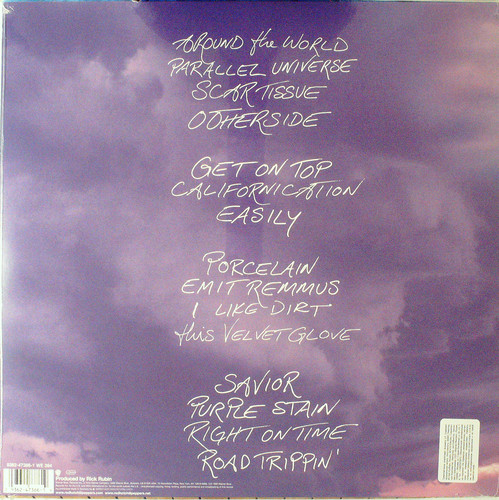 AROUND the WORLD
PARALLEL UNIVERSE
SCAR TISSUE
OTHERSIDE
GET ON TOP
CALIFORNICATION
EASILY
PORCELAIN
EMIT REMMUS
I LIKE DIRT
this VELVET GLOVE
SAVIOR
PURPLE STAIN
RIGHT ON TIME
ROAD TRIPPIN'
Produced by Rick Rubin